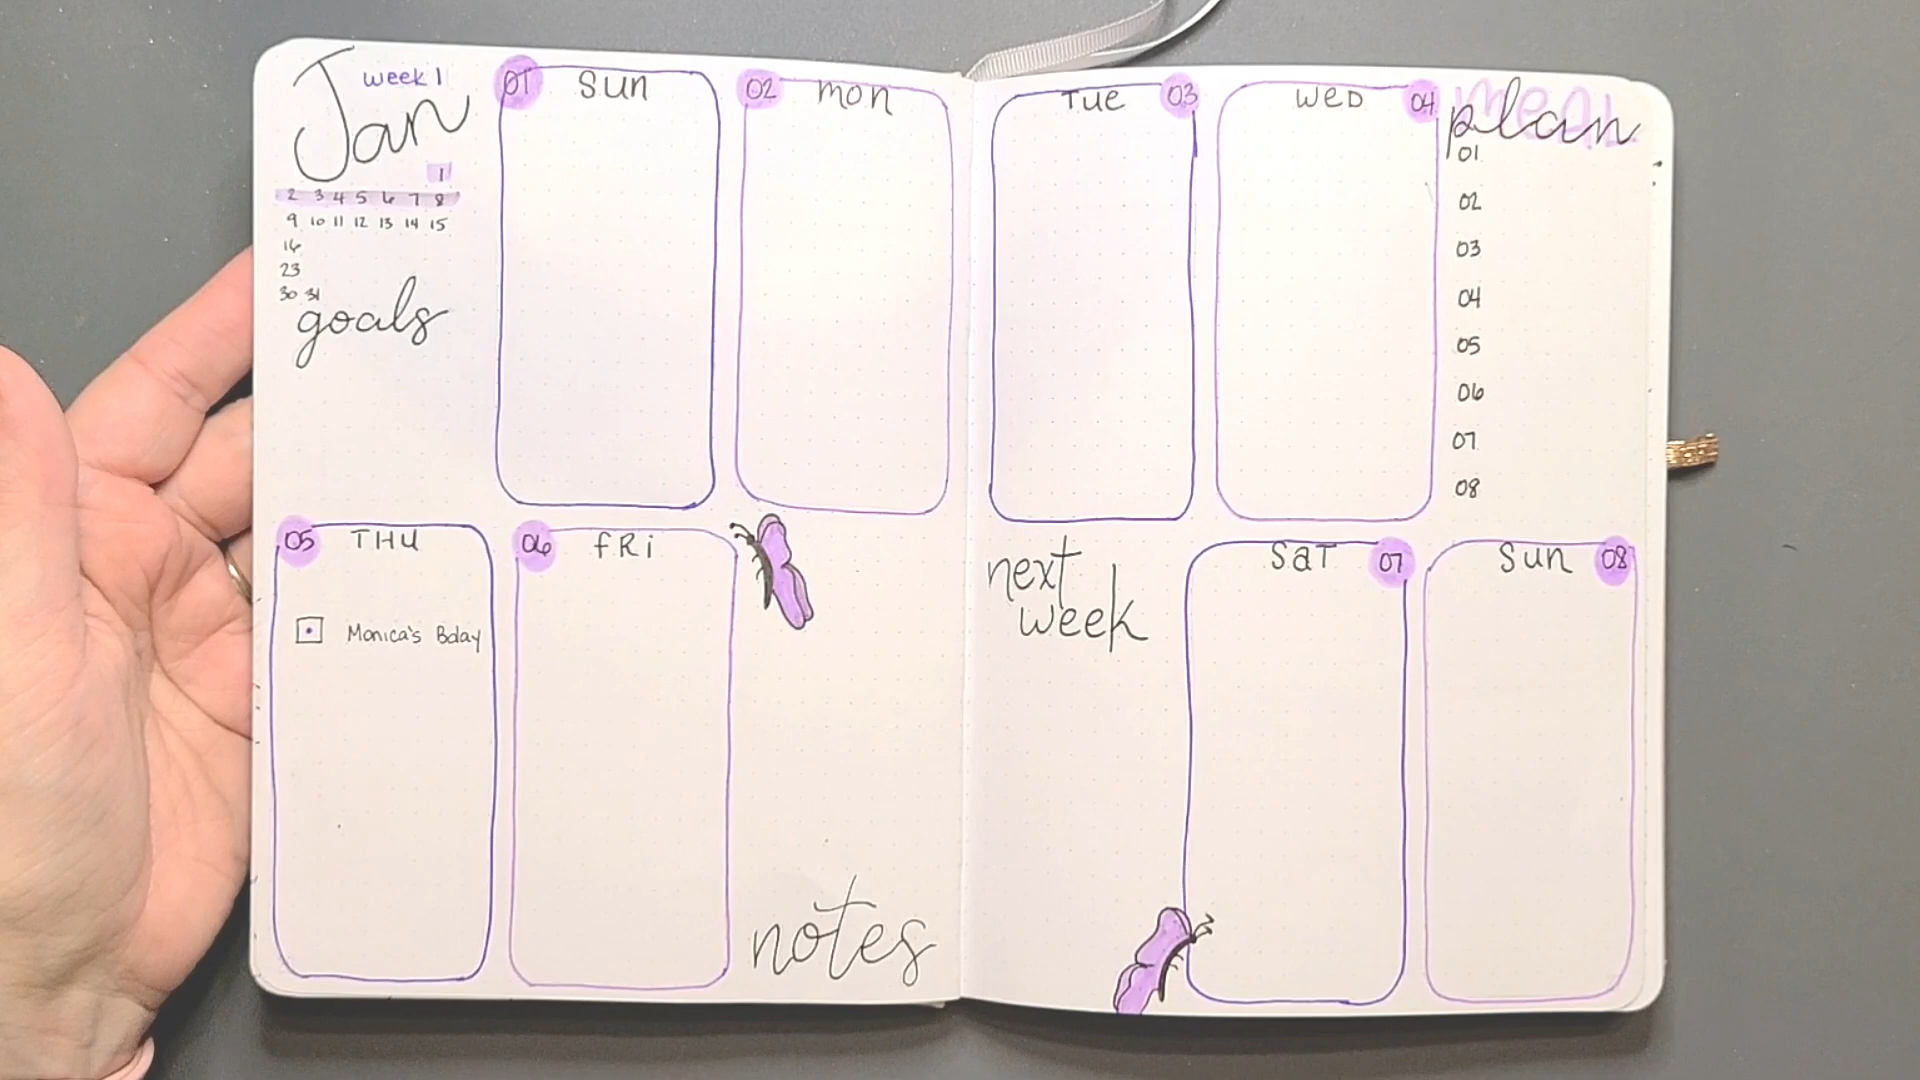 week 1
Jan
1
2 3 4 5 6 7 8
9 10 11 12 13 14 15
16
23
30 31
goals
01 Sun
02 mon
Tue 03
WeD 04
meal
plan
01
02
03
04
05
06
07
08
05 THU
Monica's Bday
06 fRi
notes
next
week
SaT 07
Sun 08